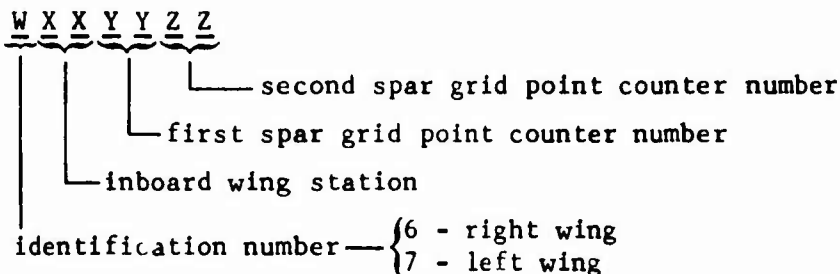 W X X Y Y Z Z
second spar grid point counter number
first spar grid point counter number
inboard wing station
identification number — {6 - right wing
7 - left wing